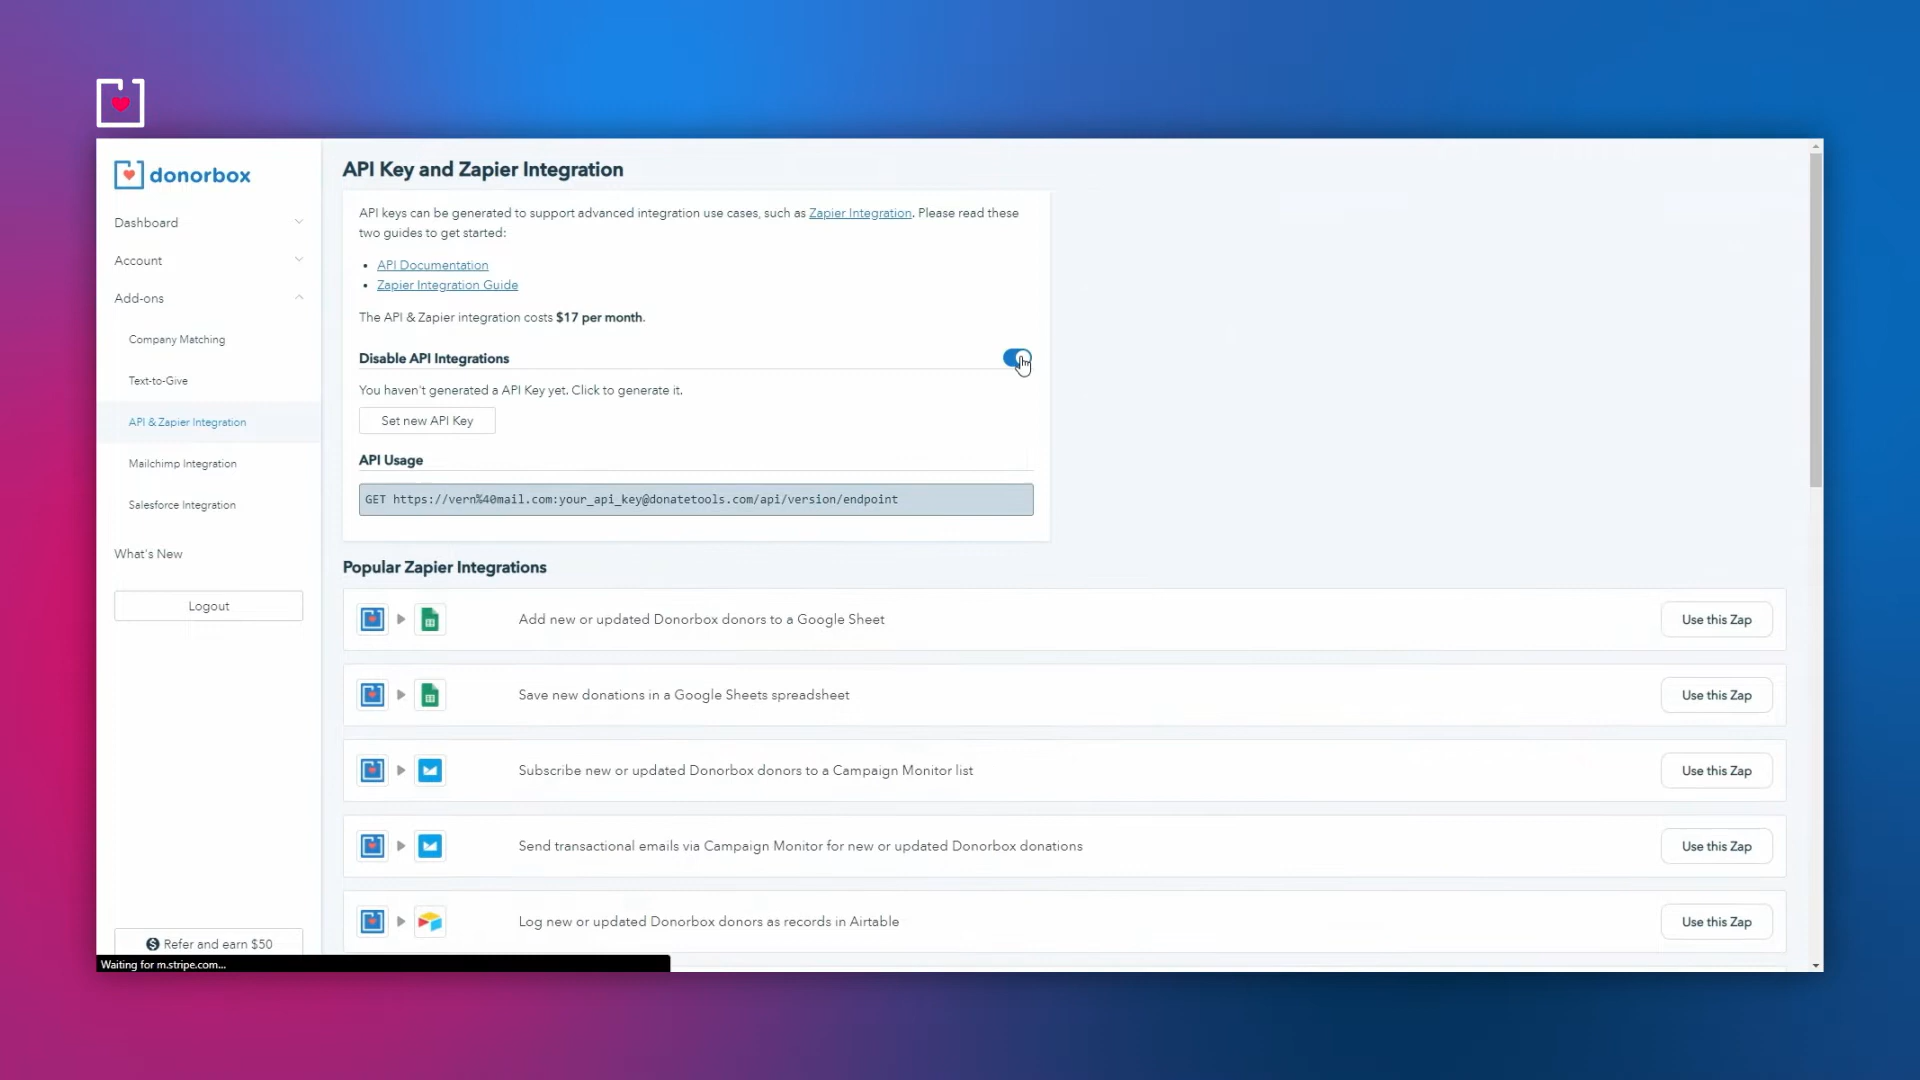 donorbox
Dashboard
Account
Add-ons
Company Matching
Text-to-Give
API & Zapier Integration
Mailchimp Integration
Salesforce Integration
What's New
Logout
Refer and earn $50
Waiting for m.stripe.com...
API Key and Zapier Integration
API keys can be generated to support advanced integration use cases, such as Zapier Integration. Please read these
two guides to get started:
• API Documentation
• Zapier Integration Guide
The API & Zapier integration costs $17 per month.
Disable API Integrations
You haven't generated a API Key yet. Click to generate it.
Set new API Key
API Usage
GET https://vern%40mail.com:your_api_key@donatetools.com/api/version/endpoint
Popular Zapier Integrations
Add new or updated Donorbox donors to a Google Sheet Use this Zap
Save new donations in a Google Sheets spreadsheet Use this Zap
Subscribe new or updated Donorbox donors to a Campaign Monitor list Use this Zap
Send transactional emails via Campaign Monitor for new or updated Donorbox donations Use this Zap
Log new or updated Donorbox donors as records in Airtable Use this Zap